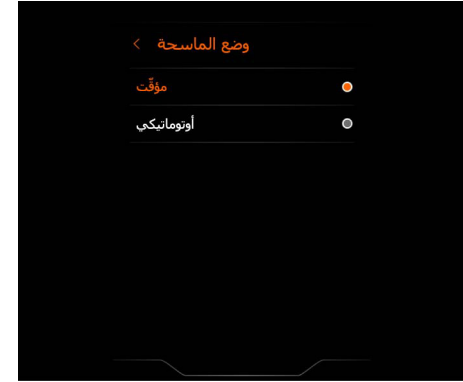 وضع الماسحة
مؤقّت
أوتوماتيكي